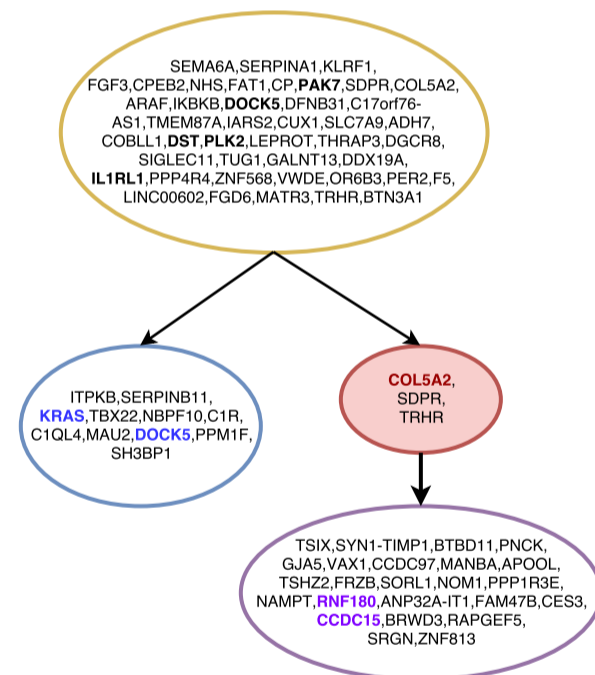 SEMA6A,SERPINA1,KLRF1,
FGF3,CPEB2,NHS,FAT1,CP,PAK7,SDPR,COL5A2,
ARAF,IKBKB,DOCK5,DFNB31,C17orf76-
AS1,TMEM87A,IARS2,CUX1,SLC7A9,ADH7,
COBLL1,DST,PLK2,LEPROT,THRAP3,DGCR8,
SIGLEC11,TUG1,GALNT13,DDX19A,
IL1RL1,PPP4R4,ZNF568,VWDE,OR6B3,PER2,F5,
LINC00602,FGD6,MATR3,TRHR,BTN3A1
ITPKB,SERPINB11,
KRAS,TBX22,NBPF10,C1R,
C1QL4,MAU2,DOCK5,PPM1F,
SH3BP1
COL5A2,
SDPR,
TRHR
TSIX,SYN1-TIMP1,BTBD11,PNCK,
GJA5,VAX1,CCDC97,MANBA,APOOL,
TSHZ2,FRZB,SORL1,NOM1,PPP1R3E,
NAMPT,RNF180,ANP32A-IT1,FAM47B,CES3,
CCDC15,BRWD3,RAPGEF5,
SRGN,ZNF813